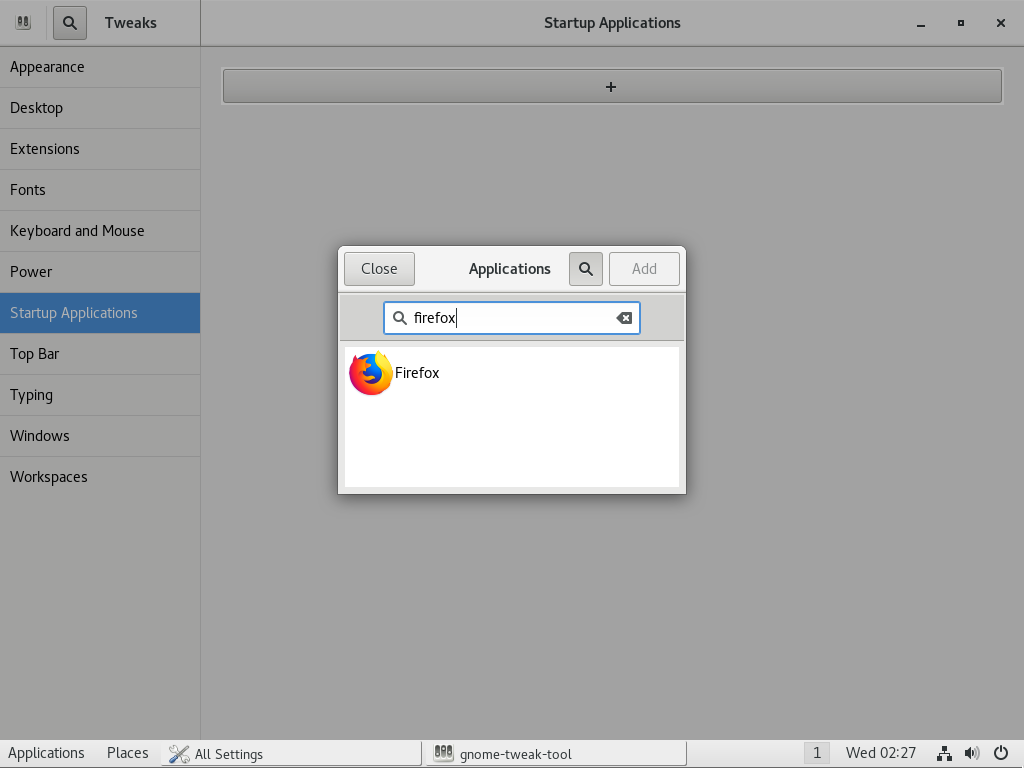 Tweaks
Startup Applications
Appearance
Desktop
Extensions
Fonts
Keyboard and Mouse
Power
Startup Applications
Top Bar
Typing
Windows
Workspaces
+
Close
Applications
Add
firefox
Firefox
Applications Places All Settings gnome-tweak-tool 1 Wed 02:27